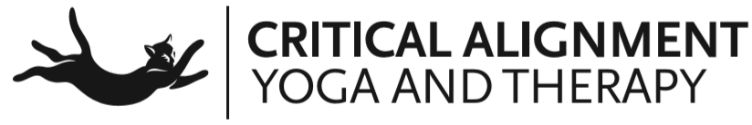 CRITICAL ALIGNMENT
YOGA AND THERAPY